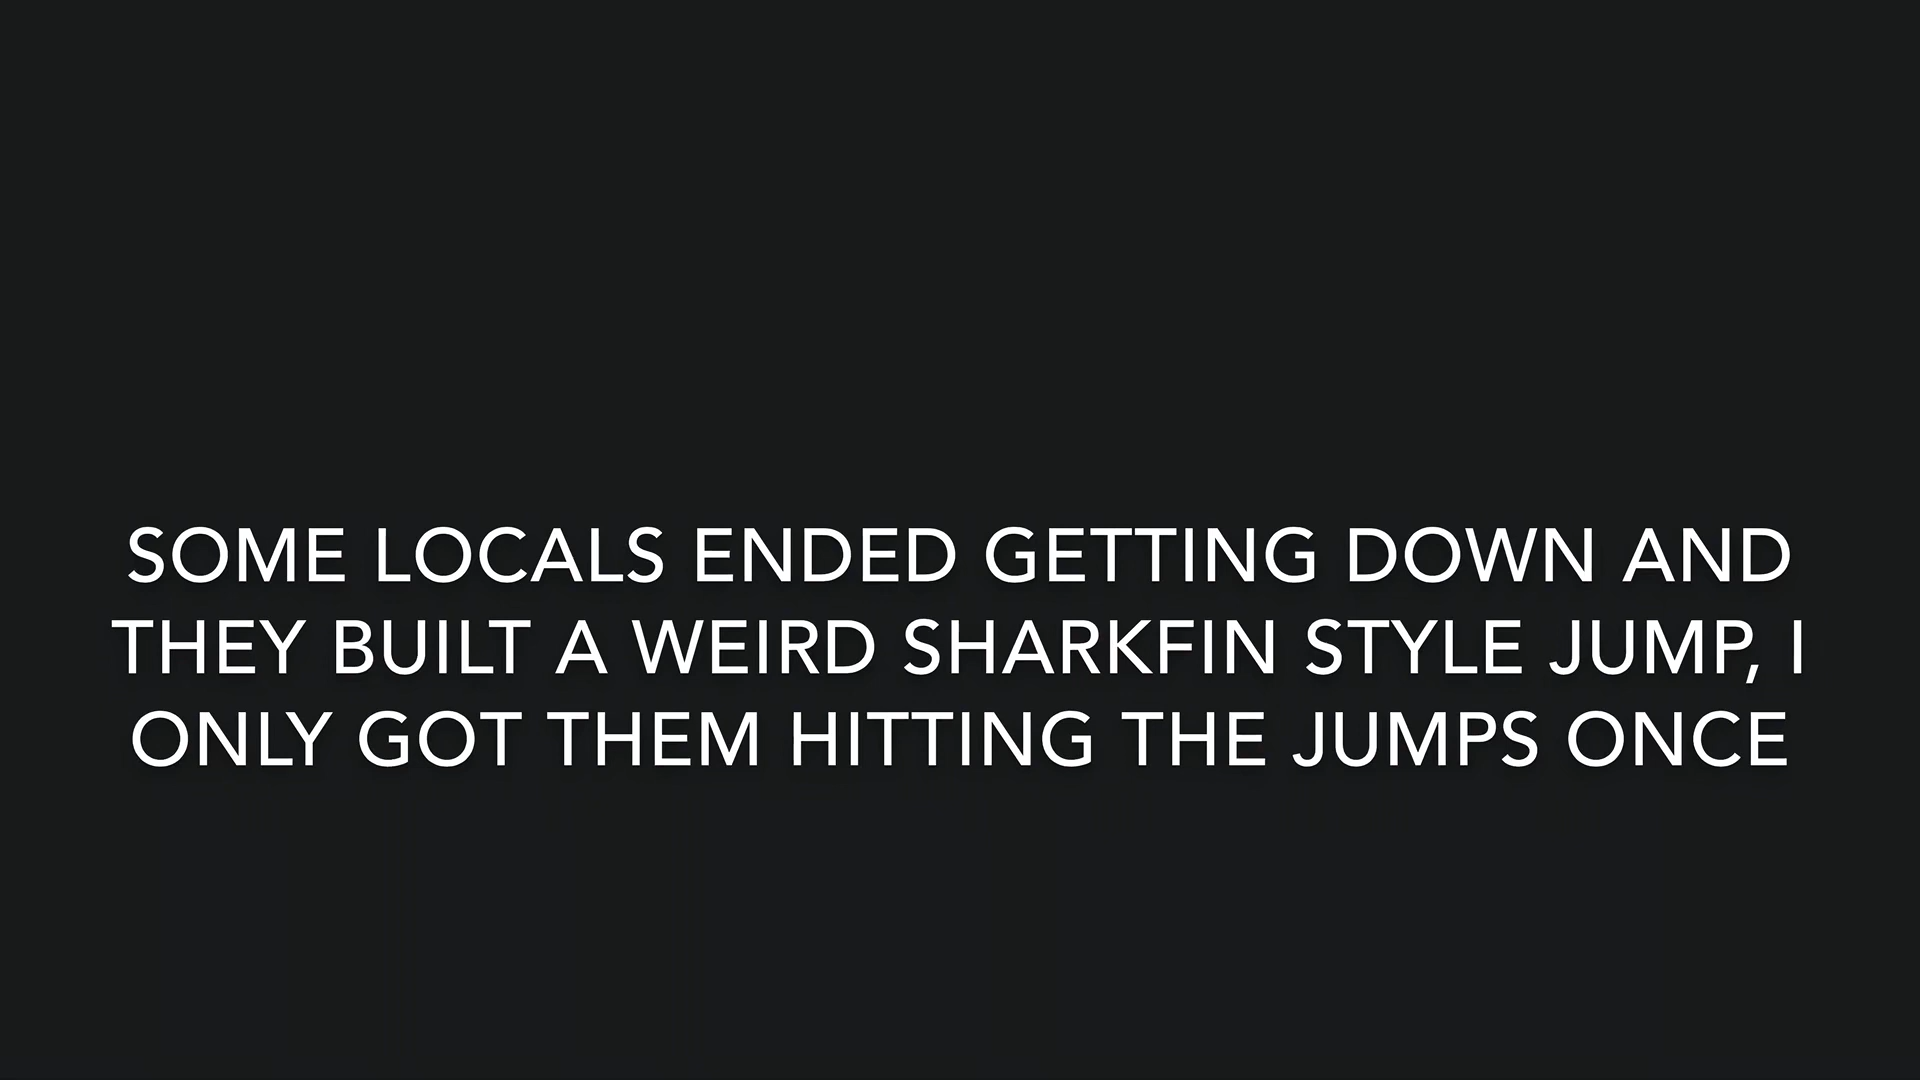 SOME LOCALS ENDED GETTING DOWN AND
THEY BUILT A WEIRD SHARKFIN STYLE JUMP, I
ONLY GOT THEM HITTING THE JUMPS ONCE